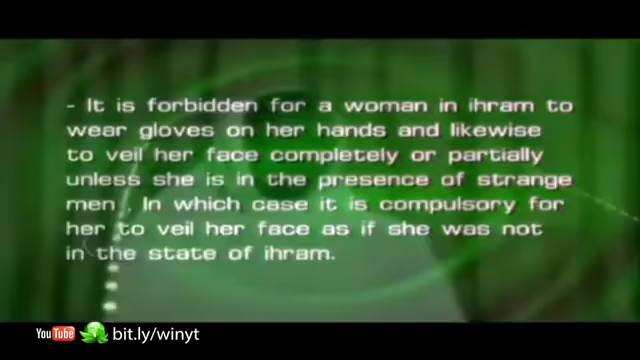 - It is forbidden for a woman in ihram to
wear gloves on her hands and likewise
to veil her face completely or partially
unless she is in the presence of strange
men . In which case it is compulsory for
her to veil her face as if she was not
in the state of ihram.
YouTube bit.ly/winyt